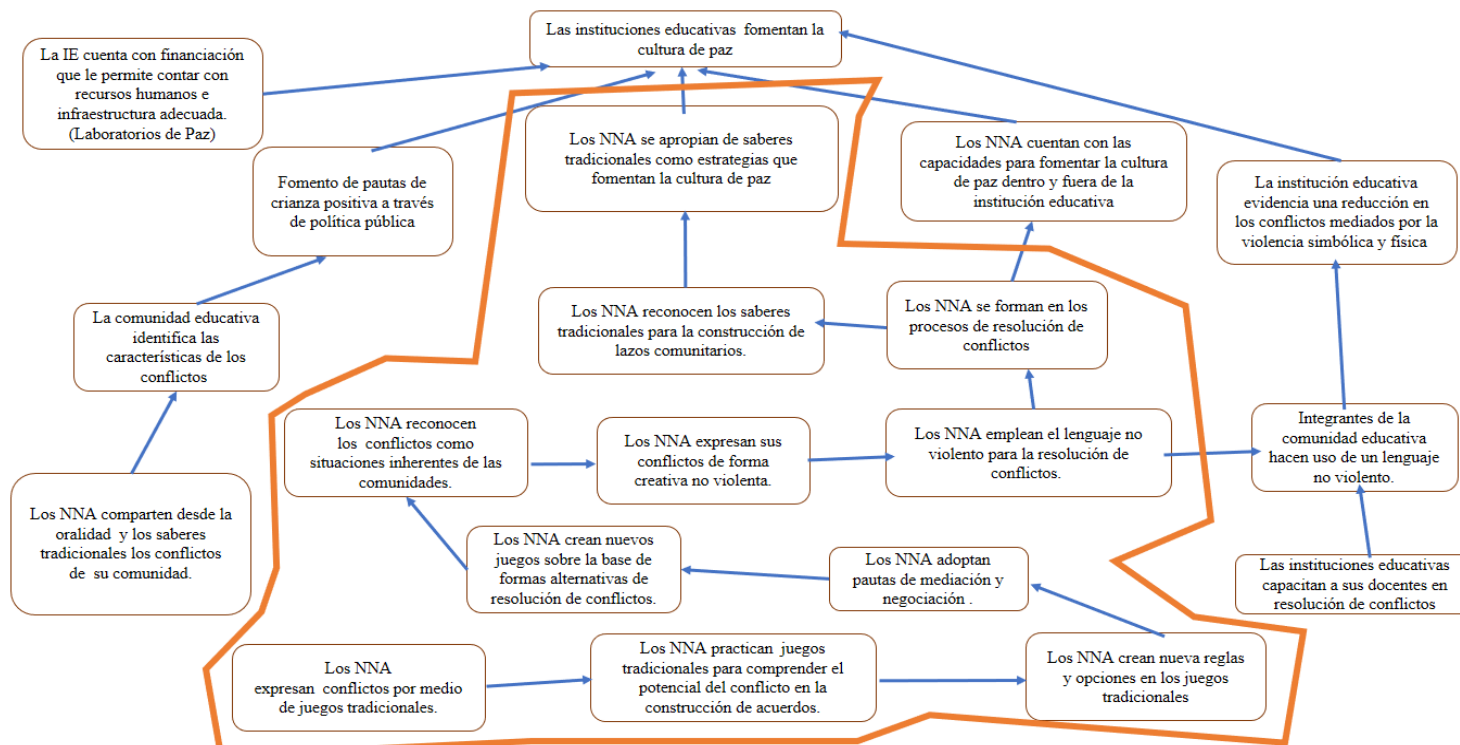 Las instituciones educativas fomentan la
cultura de paz
La IE cuenta con financiación
que le permite contar con
recursos humanos e
infraestructura adecuada.
(Laboratorios de Paz)
Los NNA se apropian de saberes
tradicionales como estrategias que
fomentan la cultura de paz
Los NNA cuentan con las
capacidades para fomentar la cultura
de paz dentro y fuera de la
institución educativa
Fomento de pautas de
crianza positiva a través
de política pública
La institución educativa
evidencia una reducción en
los conflictos mediados por la
violencia simbólica y física
La comunidad educativa
identifica las
características de los
conflictos
Los NNA reconocen los saberes
tradicionales para la construcción de
lazos comunitarios.
Los NNA se forman en los
procesos de resolución de
conflictos
Los NNA reconocen
los conflictos como
situaciones inherentes de las
comunidades.
Los NNA expresan sus
conflictos de forma
creativa no violenta.
Los NNA emplean el lenguaje no
violento para la resolución de
conflictos.
Integrantes de la
comunidad educativa
hacen uso de un lenguaje
no violento.
Los NNA comparten desde la
oralidad y los saberes
tradicionales los conflictos
de su comunidad.
Los NNA crean nuevos
juegos sobre la base de
formas alternativas de
resolución de conflictos.
Los NNA adoptan
pautas de mediación y
negociación .
Las instituciones educativas
capacitan a sus docentes en
resolución de conflictos
Los NNA
expresan conflictos por medio
de juegos tradicionales.
Los NNA practican juegos
tradicionales para comprender el
potencial del conflicto en la
construcción de acuerdos.
Los NNA crean nueva reglas
y opciones en los juegos
tradicionales